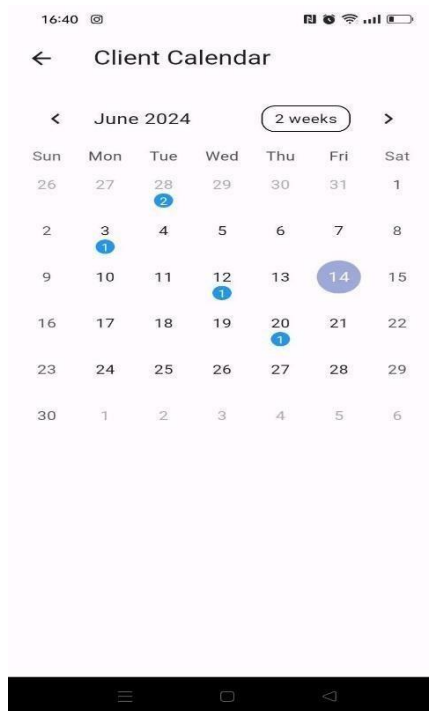 16:40
Client Calendar
June 2024 2 weeks
Sun Mon Tue Wed Thu Fri Sat
26 27 28 29 30 31 1
2
2 3 4 5 6 7 8
1
9 10 11 12 13 14 15
1
16 17 18 19 20 21 22
1
23 24 25 26 27 28 29
30 1 2 3 4 5 6